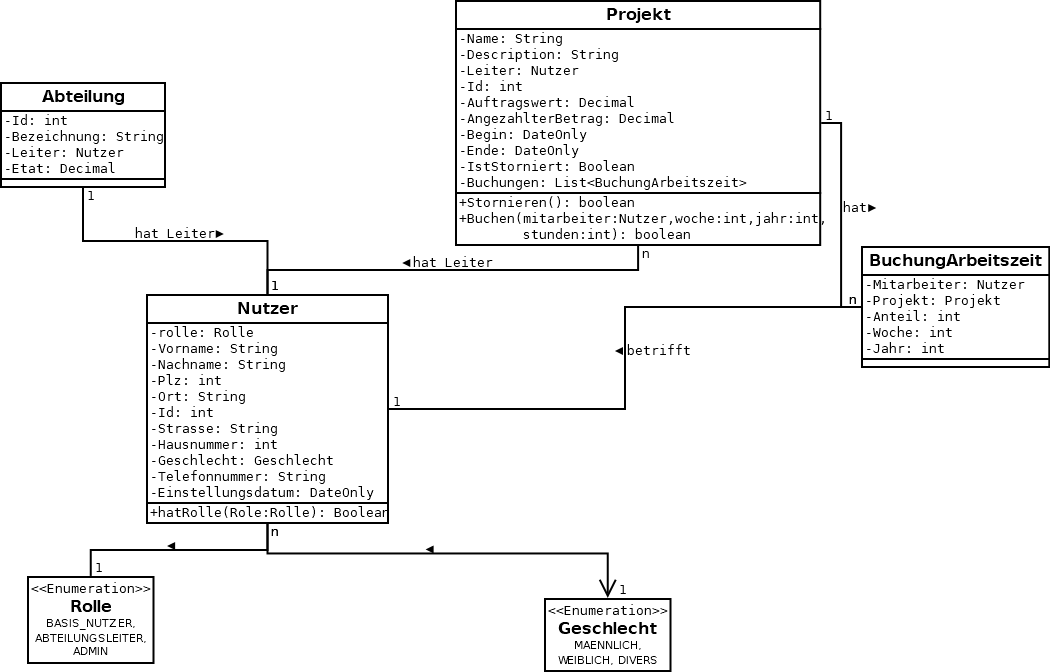 Projekt
-Name: String
-Description: String
-Leiter: Nutzer
-Id: int
-Auftragswert: Decimal
-AngezahlterBetrag: Decimal
-Begin: DateOnly
-Ende: DateOnly
-IstStorniert: Boolean
-Buchungen: List<BuchungArbeitszeit>
+Stornieren(): boolean
+Buchen(mitarbeiter:Nutzer,woche:int,jahr:int,
stunden:int): boolean
Abteilung
-Id: int
-Bezeichnung: String
-Leiter: Nutzer
-Etat: Decimal
1
hat Leiter►
1
hat►
n
◄hat Leiter
n
1
BuchungArbeitszeit
-Mitarbeiter: Nutzer
-Projekt: Projekt
-Anteil: int
-Woche: int
-Jahr: int
◄betrifft
1
Nutzer
-rolle: Rolle
-Vorname: String
-Nachname: String
-Plz: int
-Ort: String
-Id: int
-Strasse: String
-Hausnummer: int
-Geschlecht: Geschlecht
-Telefonnummer: String
-Einstellungsdatum: DateOnly
+hatRolle(Role:Rolle): Boolean
n
◄
◄
1
1
<<Enumeration>>
Rolle
BASIS_NUTZER,
ABTEILUNGSLEITER,
ADMIN
<<Enumeration>>
Geschlecht
MAENNLICH,
WEIBLICH, DIVERS